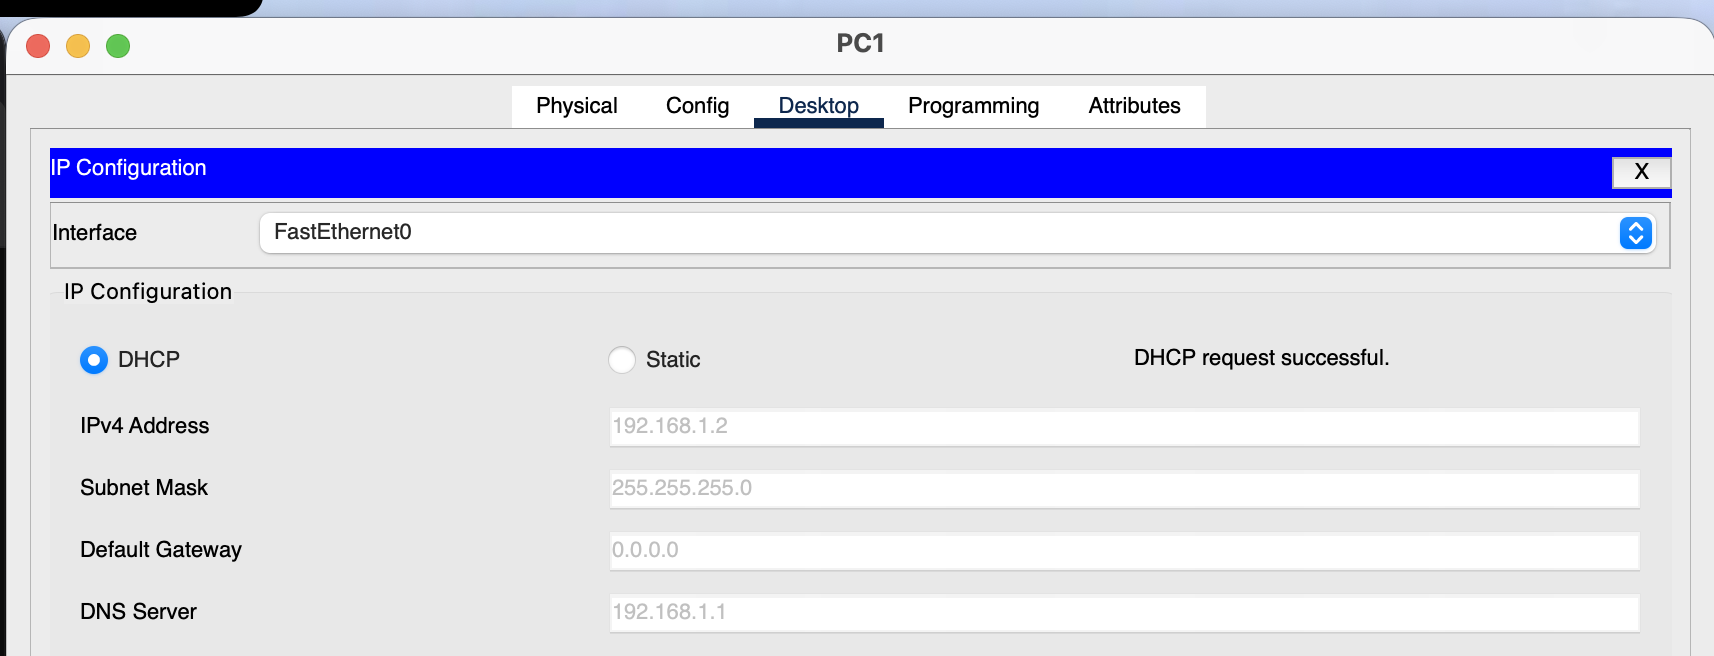 PC1
Physical Config Desktop Programming Attributes
IP Configuration X
Interface FastEthernet0
IP Configuration
DHCP Static DHCP request successful.
IPv4 Address 192.168.1.2
Subnet Mask 255.255.255.0
Default Gateway 0.0.0.0
DNS Server 192.168.1.1